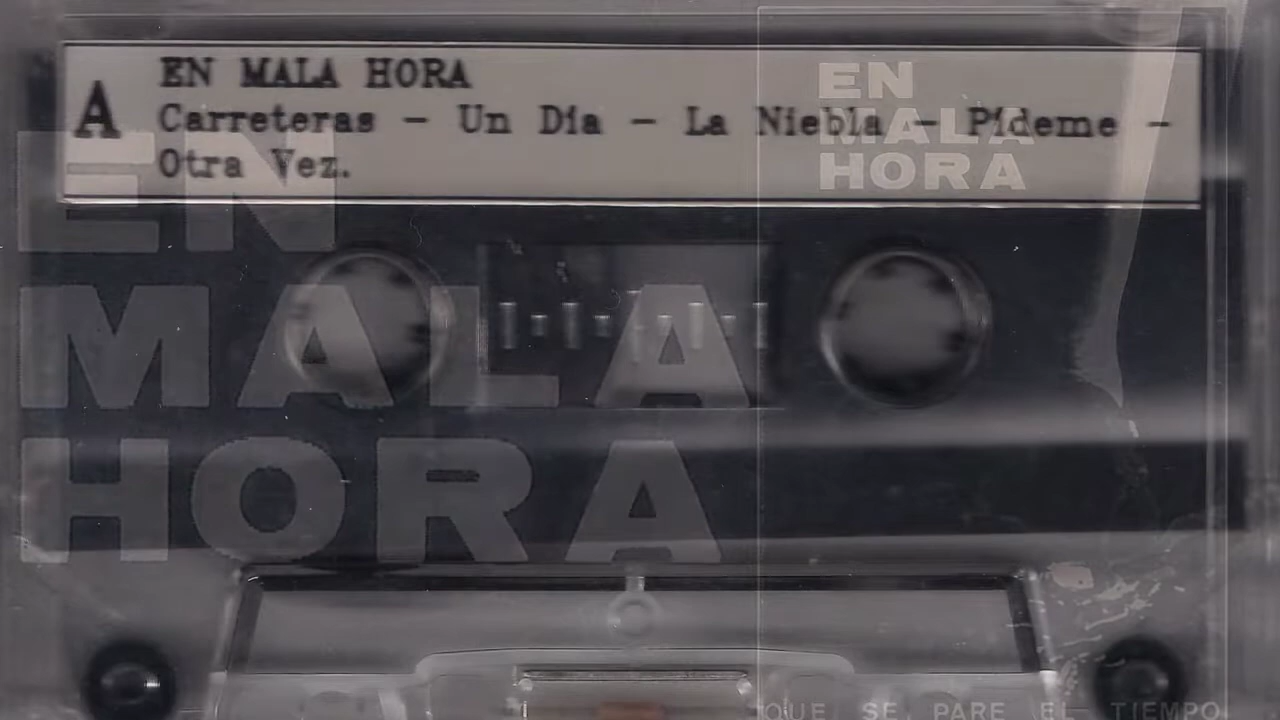 A
EN MALA HORA
Carreteras - Un Dia - La Niebla - Pídeme -
Otra Vez.
EN
MALA
HORA
EN
MALA
HORA
QUE SE PARE EL TIEMPO